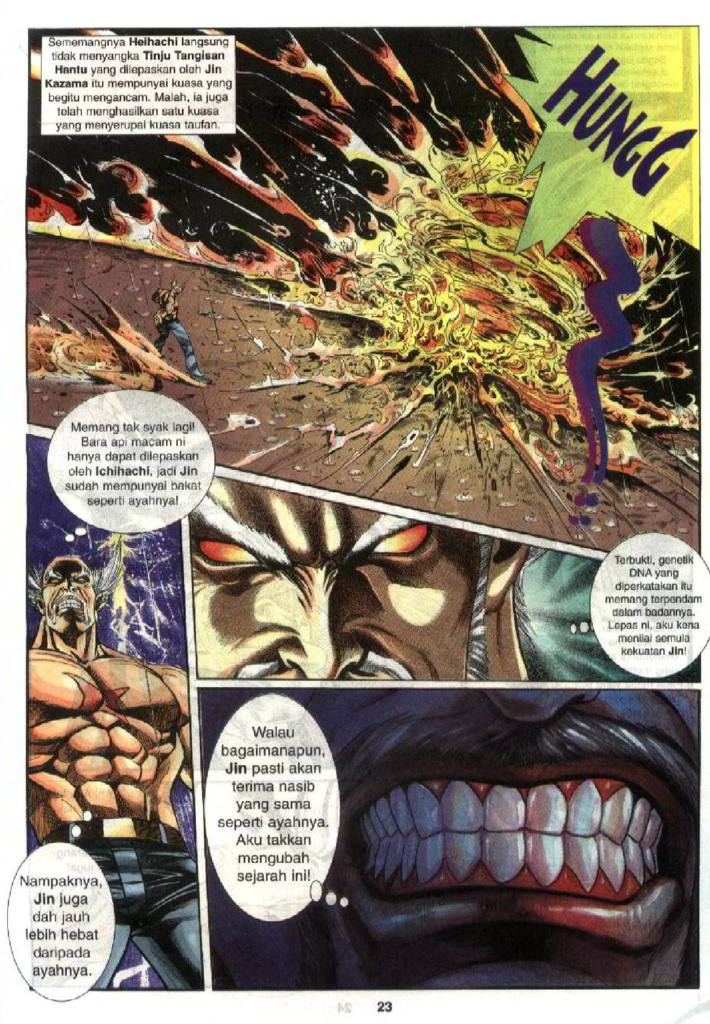 Sememangnya Heihachi langsung
tidak menyangka Tinju Tangisan
Hantu yang dilepaskan oleh Jin
Kazama itu mempunyai kuasa yang
begitu mengancam. Malah, ia juga
telah menghasilkan satu kuasa
yang menyerupai kuasa taufan.
HUNGG
Memang tak syak lagi!
Bara api macam ni
hanya dapat dilepaskan
oleh Ichihachi, jadi Jin
sudah mempunyai bakat
seperti ayahnya!
Terbukti, genetik
DNA yang
diperkatakan itu
memang terpendam
dalam badannya.
Lepas ni, aku kena
menilai semula
kekuatan Jin!
Walau
bagaimanapun,
Jin pasti akan
terima nasib
yang sama
seperti ayahnya.
Aku takkan
mengubah
sejarah ini!
Nampaknya,
Jin juga
dah jauh
lebih hebat
daripada
ayahnya.
23